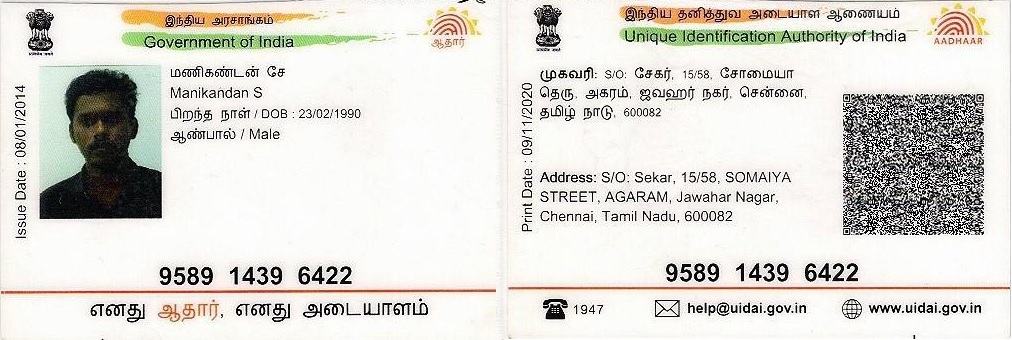 இந்திய அரசாங்கம்
Government of India
ஆதார்
Issue Date : 08/01/2014
மணிகண்டன் சே
Manikandan S
பிறந்த நாள் / DOB : 23/02/1990
ஆண்பால் / Male
9589 1439 6422
எனது ஆதார், எனது அடையாளம்
இந்திய தனித்துவ அடையாள ஆணையம்
Unique Identification Authority of India
AADHAAR
Print Date : 09/11/2020
முகவரி: S/O: சேகர், 15/58, சோமையா
தெரு, அகரம், ஜவஹர் நகர், சென்னை,
தமிழ் நாடு, 600082
Address: S/O: Sekar, 15/58, SOMAIYA
STREET, AGARAM, Jawahar Nagar,
Chennai, Tamil Nadu, 600082
9589 1439 6422
1947 help@uidai.gov.in www.uidai.gov.in